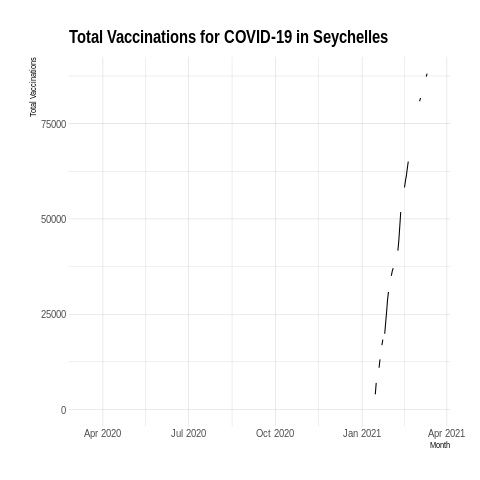 Total Vaccinations for COVID-19 in Seychelles
Total Vaccinations
75000
50000
25000
0
Apr 2020 Jul 2020 Oct 2020 Jan 2021 Apr 2021
Month